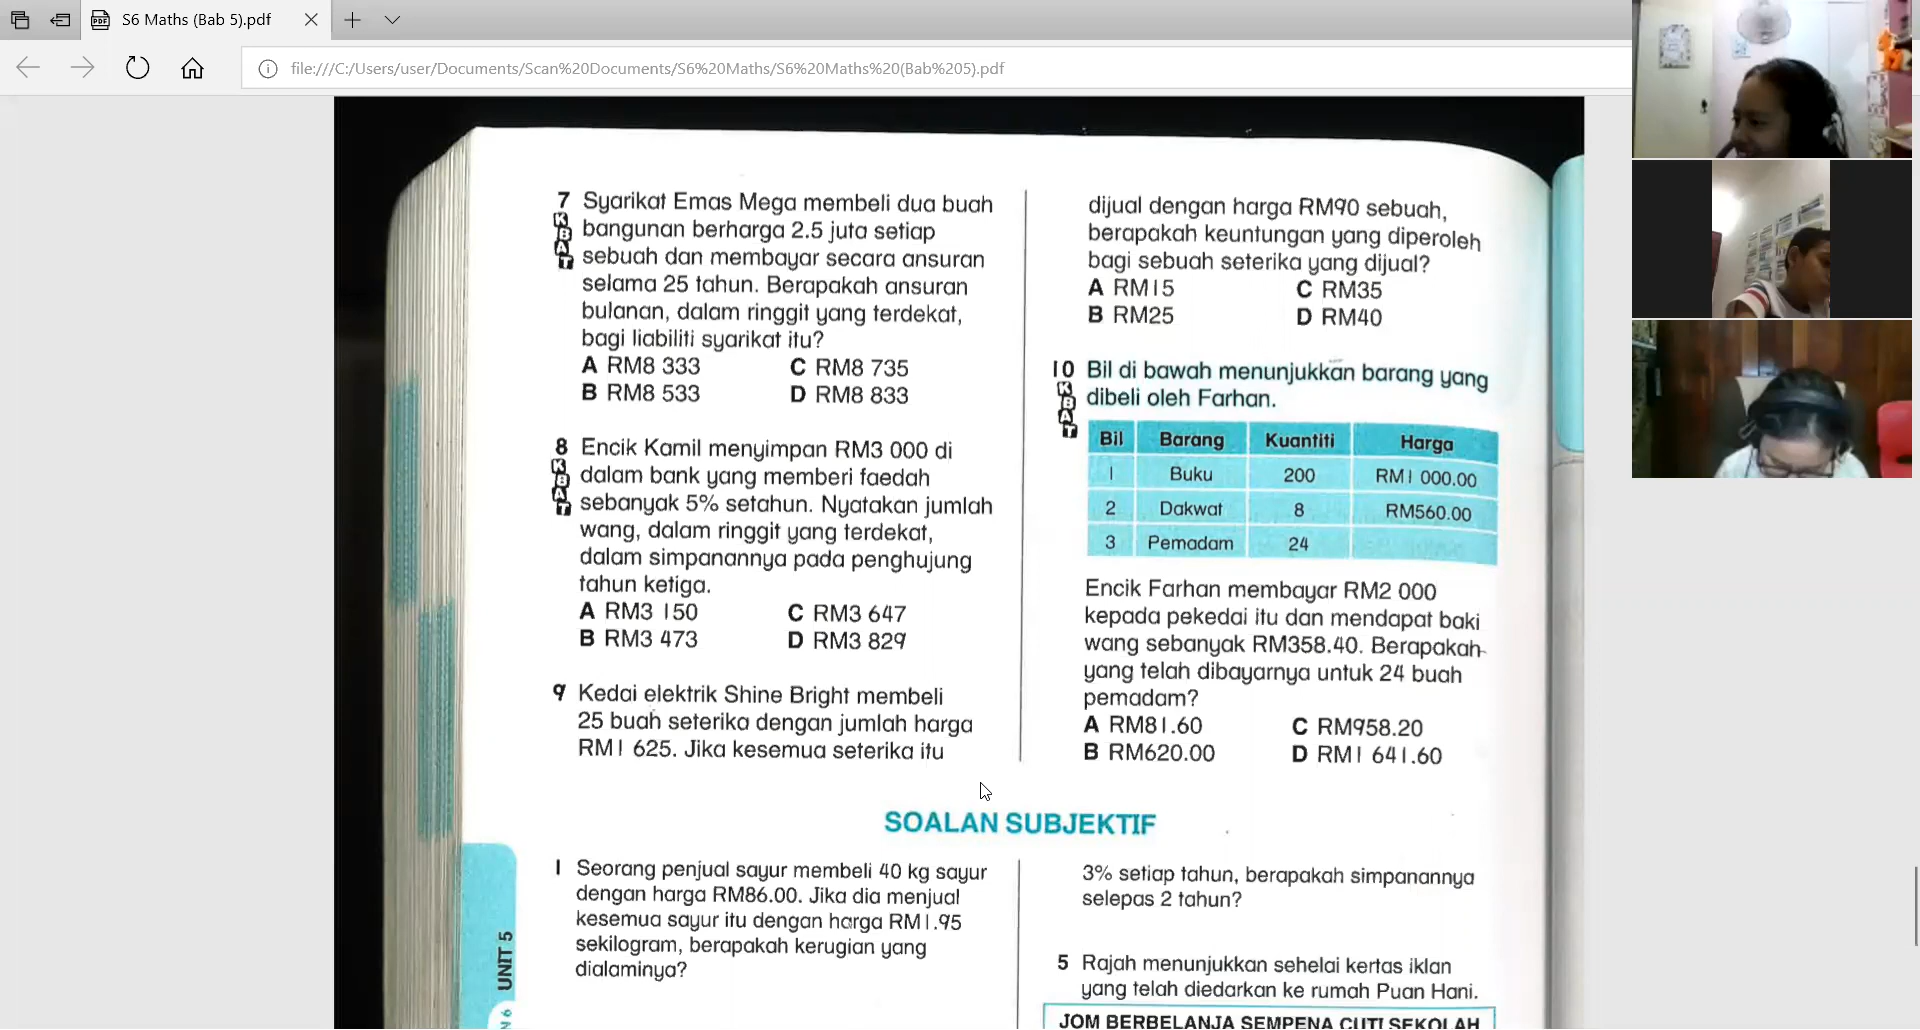 S6 Maths (Bab 5).pdf
file:///C:/Users/user/Documents/Scan%20Documents/S6%20Maths/S6%20Maths%20(Bab%205).pdf
7 Syarikat Emas Mega membeli dua buah
KBAT
bangunan berharga 2.5 juta setiap
sebuah dan membayar secara ansuran
selama 25 tahun. Berapakah ansuran
bulanan, dalam ringgit yang terdekat,
bagi liabiliti syarikat itu?
A RM8 333 C RM8 735
B RM8 533 D RM8 833
8 Encik Kamil menyimpan RM3 000 di
KBAT
dalam bank yang memberi faedah
sebanyak 5% setahun. Nyatakan jumlah
wang, dalam ringgit yang terdekat,
dalam simpanannya pada penghujung
tahun ketiga.
A RM3 150 C RM3 647
B RM3 473 D RM3 829
9 Kedai elektrik Shine Bright membeli
25 buah seterika dengan jumlah harga
RM1 625. Jika kesemua seterika itu
dijual dengan harga RM90 sebuah,
berapakah keuntungan yang diperoleh
bagi sebuah seterika yang dijual?
A RM15 C RM35
B RM25 D RM40
10 Bil di bawah menunjukkan barang yang
KBAT
dibeli oleh Farhan.
Bil Barang Kuantiti Harga
1 Buku 200 RM1 000.00
2 Dakwat 8 RM560.00
3 Pemadam 24
Encik Farhan membayar RM2 000
kepada pekedai itu dan mendapat baki
wang sebanyak RM358.40. Berapakah
yang telah dibayarnya untuk 24 buah
pemadam?
A RM81.60 C RM958.20
B RM620.00 D RM1 641.60
SOALAN SUBJEKTIF
1 Seorang penjual sayur membeli 40 kg sayur
dengan harga RM86.00. Jika dia menjual
kesemua sayur itu dengan harga RM1.95
sekilogram, berapakah kerugian yang
dialaminya?
3% setiap tahun, berapakah simpanannya
selepas 2 tahun?
5 Rajah menunjukkan sehelai kertas iklan
yang telah diedarkan ke rumah Puan Hani.
JOM BERBELANJA SEMPENA CUTI SEKOLAH
UNIT 5